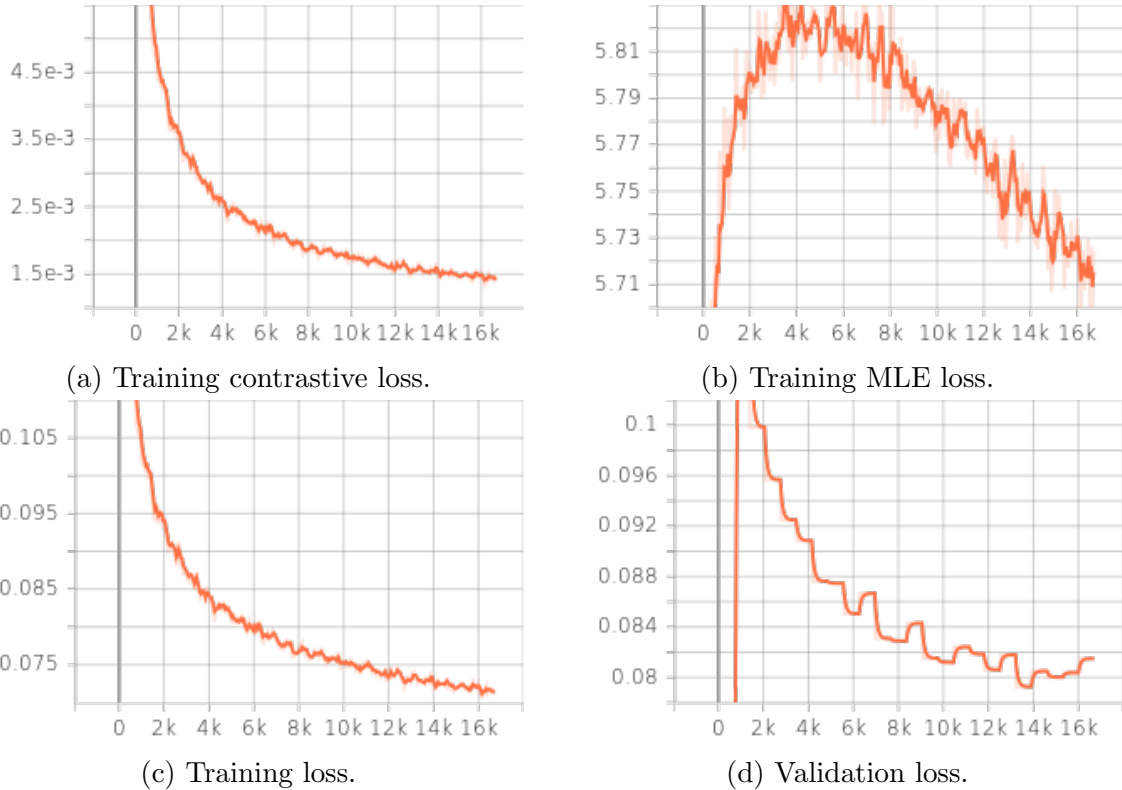 4.5e-3
3.5e-3
2.5e-3
1.5e-3
0 2k 4k 6k 8k 10k 12k 14k 16k
(a) Training contrastive loss.
5.81
5.79
5.77
5.75
5.73
5.71
0 2k 4k 6k 8k 10k 12k 14k 16k
(b) Training MLE loss.
0.105
0.095
0.085
0.075
0 2k 4k 6k 8k 10k 12k 14k 16k
(c) Training loss.
0.1
0.096
0.092
0.088
0.084
0.08
0 2k 4k 6k 8k 10k 12k 14k 16k
(d) Validation loss.